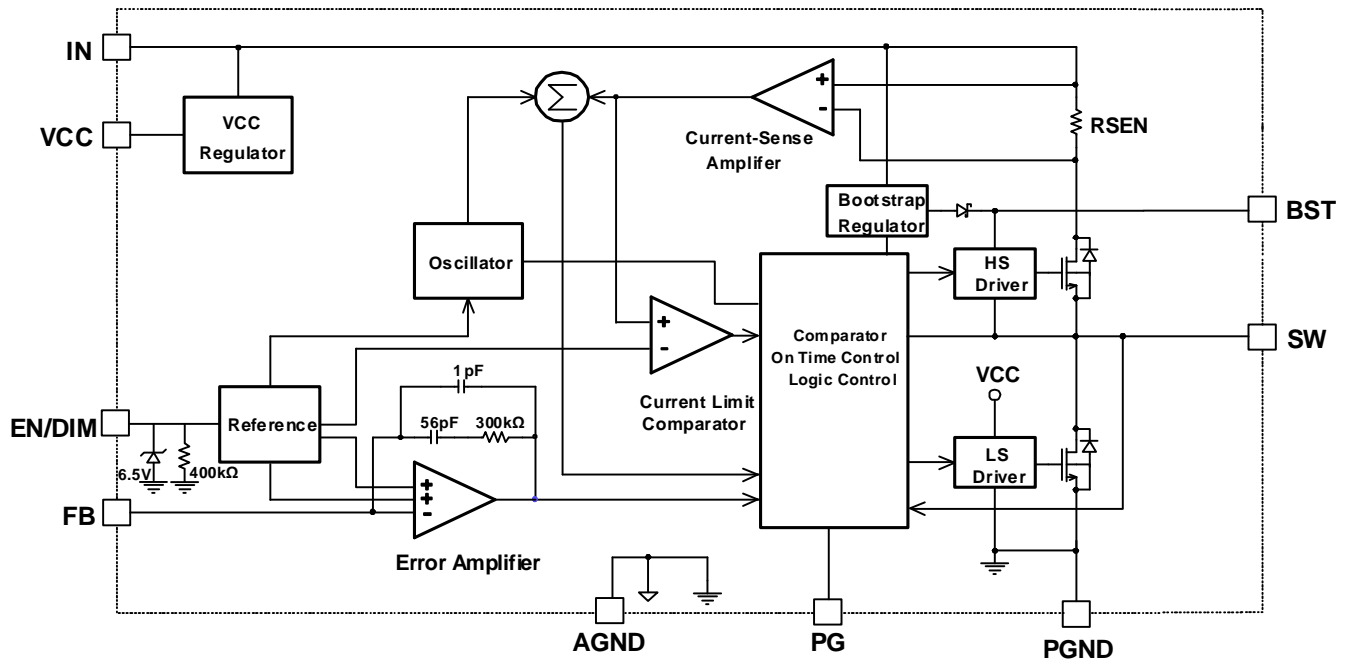 IN
VCC
VCC
Regulator
Σ
+
-
Current-Sense
Amplifer
RSEN
Bootstrap
Regulator
BST
Oscillator
HS
Driver
+
-
Comparator
On Time Control
Logic Control
SW
1pF
56pF
300kΩ
Current Limit
Comparator
VCC
EN/DIM
Reference
6.5V
400kΩ
LS
Driver
+
+
-
FB
Error Amplifier
AGND
PG
PGND